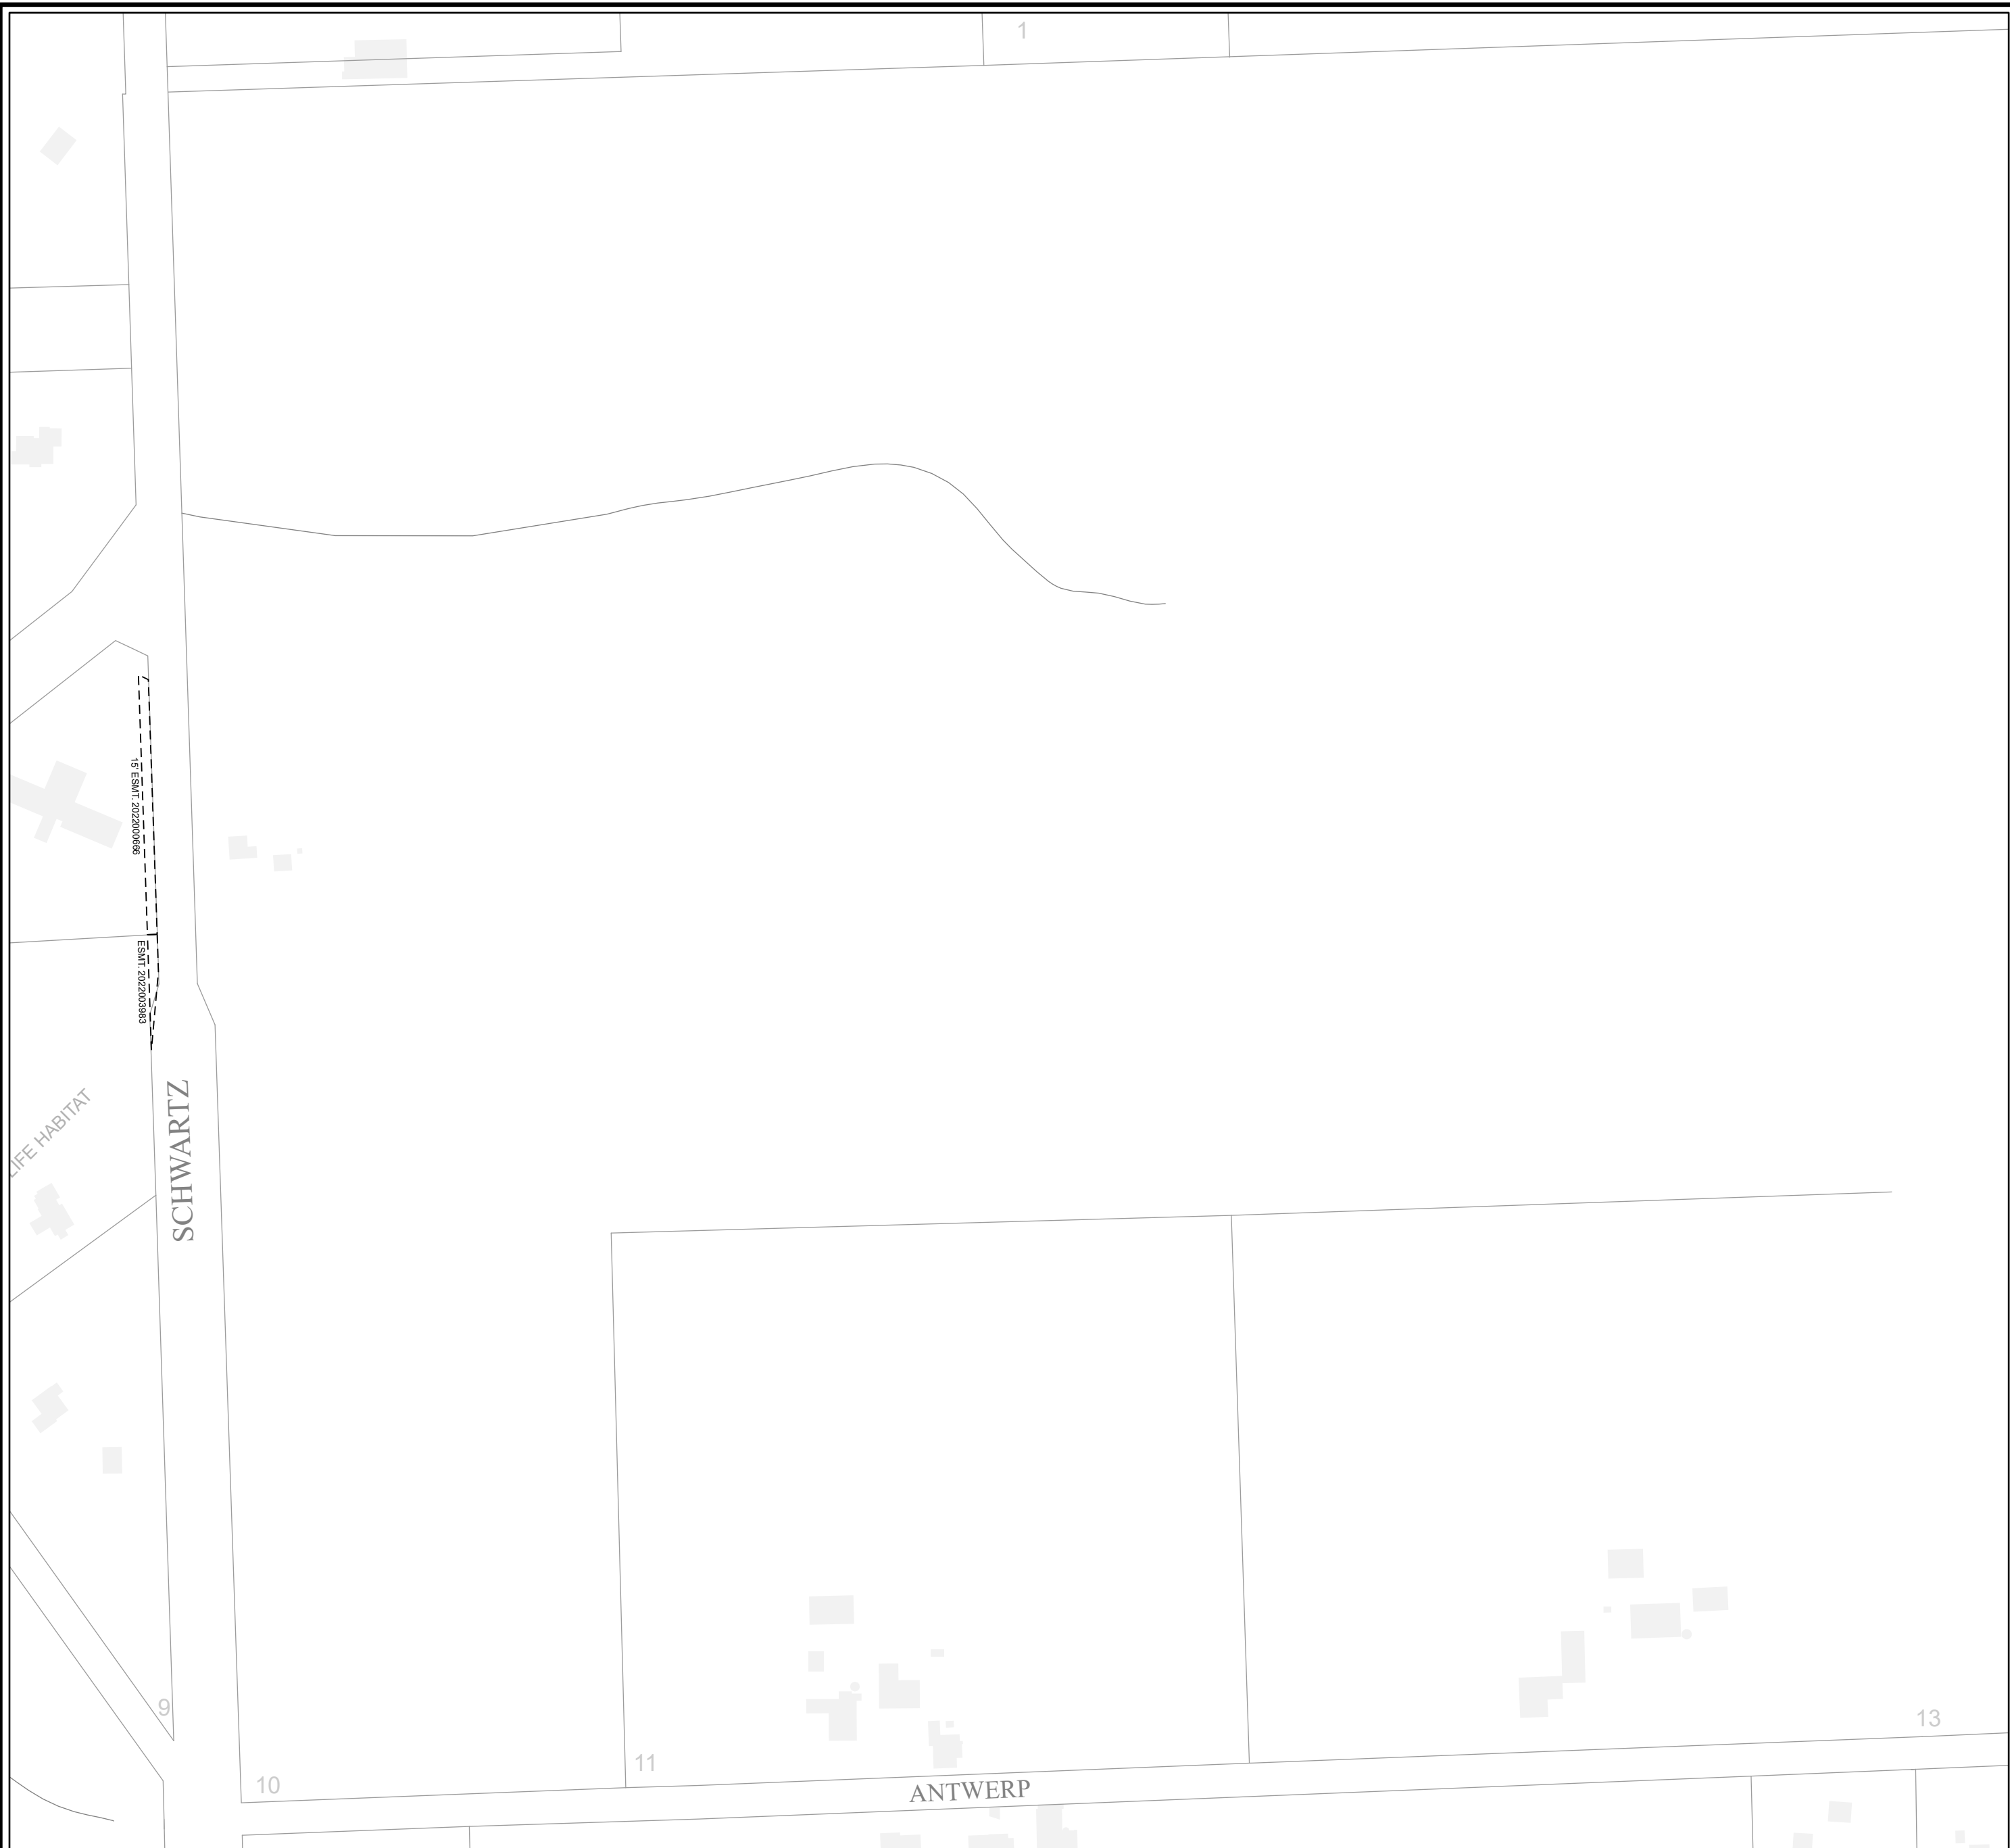 1
15' ESMT. 2022000666
ESMT. 2022003983
LIFE HABITAT
SCHWARTZ
9
13
11
10
ANTWERP